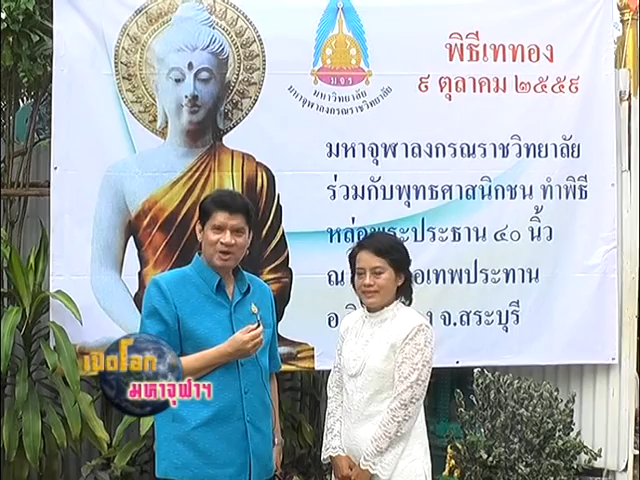 พิธีเททอง
๙ ตุลาคม ๒๕๕๙
ม จ ร
มหาวิทยาลัย
มหาจุฬาลงกรณราชวิทยาลัย
มหาจุฬาลงกรณราชวิทยาลัย
ร่วมกับพุทธศาสนิกชน ทำพิธี
หล่อพระประธาน ๔๐ นิ้ว
ณ
เทพประทาน
จ.สระบุรี
เปิดโลก
มหาจุฬาฯ